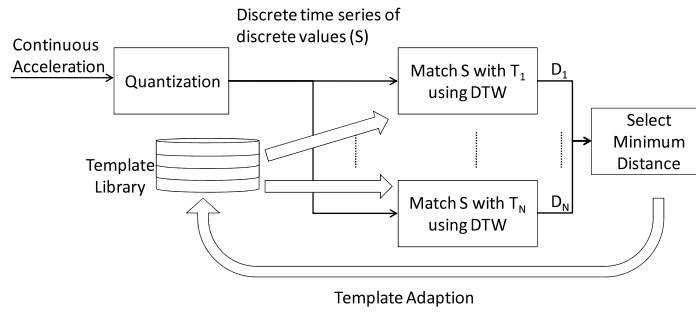 Discrete time series of
discrete values (S)
Continuous
Acceleration
Quantization
Match S with T₁
using DTW
D₁
Select
Minimum
Distance
Template
Library
Match S with Tₙ
using DTW
Dₙ
Template Adaption